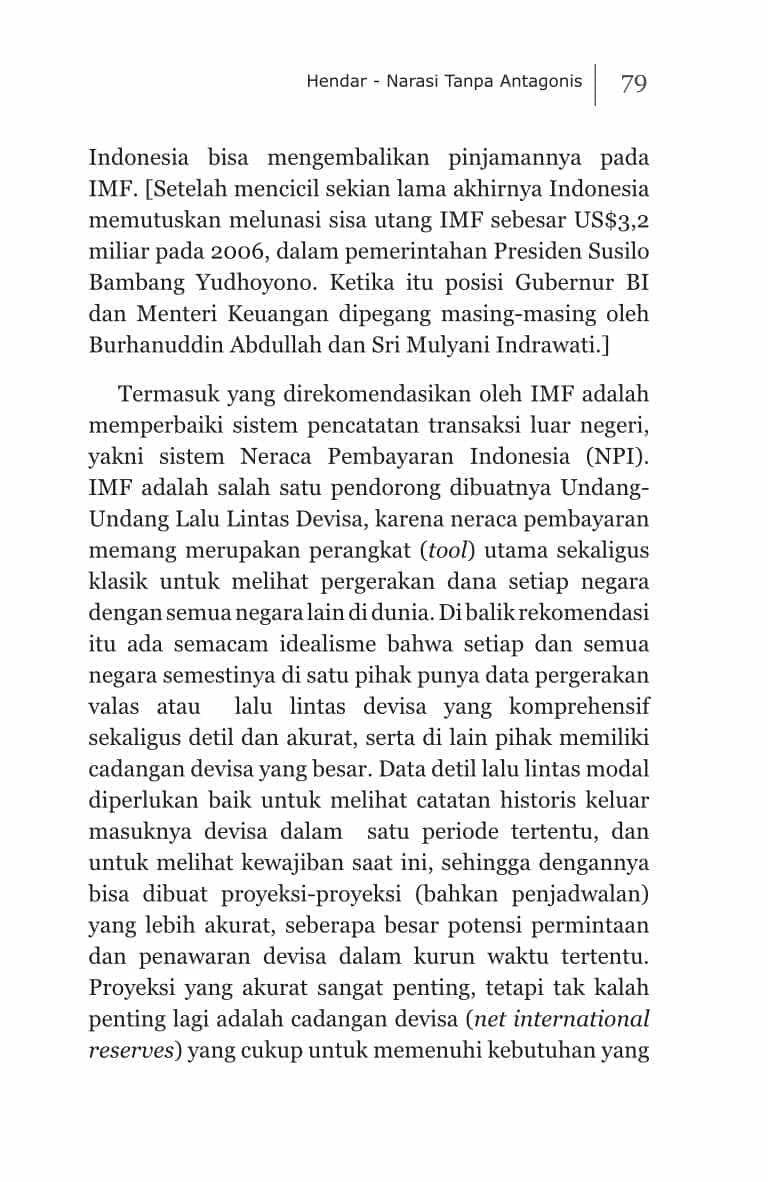 Hendar - Narasi Tanpa Antagonis 79
Indonesia bisa mengembalikan pinjamannya pada
IMF. [Setelah mencicil sekian lama akhirnya Indonesia
memutuskan melunasi sisa utang IMF sebesar US$3,2
miliar pada 2006, dalam pemerintahan Presiden Susilo
Bambang Yudhoyono. Ketika itu posisi Gubernur BI
dan Menteri Keuangan dipegang masing-masing oleh
Burhanuddin Abdullah dan Sri Mulyani Indrawati.]
Termasuk yang direkomendasikan oleh IMF adalah
memperbaiki sistem pencatatan transaksi luar negeri,
yakni sistem Neraca Pembayaran Indonesia (NPI).
IMF adalah salah satu pendorong dibuatnya Undang-
Undang Lalu Lintas Devisa, karena neraca pembayaran
memang merupakan perangkat (tool) utama sekaligus
klasik untuk melihat pergerakan dana setiap negara
dengan semua negara lain di dunia. Di balik rekomendasi
itu ada semacam idealisme bahwa setiap dan semua
negara semestinya di satu pihak punya data pergerakan
valas atau lalu lintas devisa yang komprehensif
sekaligus detil dan akurat, serta di lain pihak memiliki
cadangan devisa yang besar. Data detil lalu lintas modal
diperlukan baik untuk melihat catatan historis keluar
masuknya devisa dalam satu periode tertentu, dan
untuk melihat kewajiban saat ini, sehingga dengannya
bisa dibuat proyeksi-proyeksi (bahkan penjadwalan)
yang lebih akurat, seberapa besar potensi permintaan
dan penawaran devisa dalam kurun waktu tertentu.
Proyeksi yang akurat sangat penting, tetapi tak kalah
penting lagi adalah cadangan devisa (net international
reserves) yang cukup untuk memenuhi kebutuhan yang